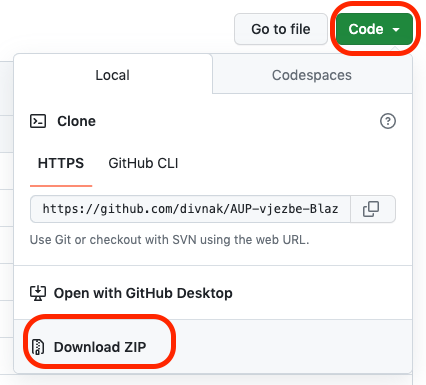 Go to file
Code
Local
Codespaces
Clone
HTTPS
GitHub CLI
https://github.com/divnak/AUP-vjezbe-Blaz
Use Git or checkout with SVN using the web URL.
Open with GitHub Desktop
Download ZIP